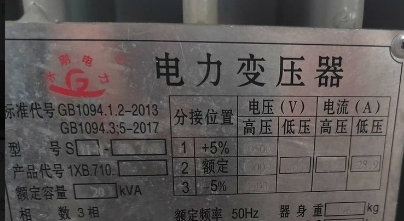 电力变压器
标准代号 GB1094.1.2-2013
GB1094.3.5-2017
型 号 S
产品代号 1XB.710.
额定容量 kVA
相 数 3相
分接位置 电压(V) 电流(A)
高压 低压 高压 低压
1 +5%
2 额定
3 -5%
额定频率 50Hz 器身重 kg